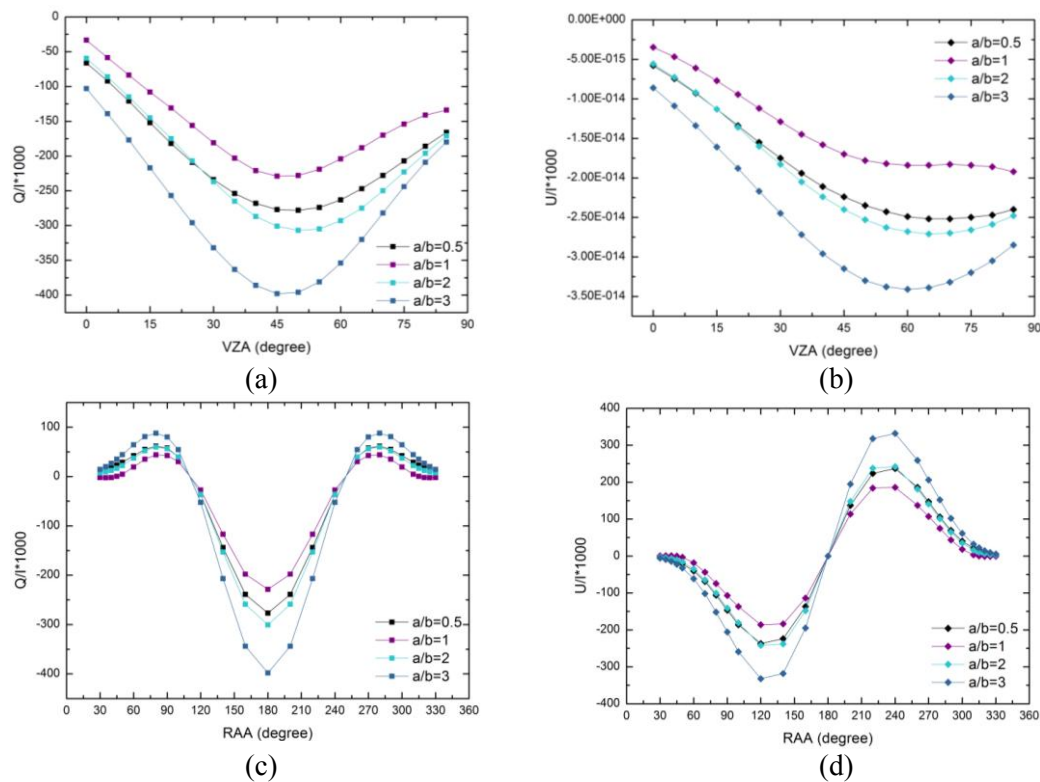 0
-50
-100
-150
-200
-250
-300
-350
-400
Q/I*1000
0 15 30 45 60 75 90
VZA (degree)
a/b=0.5
a/b=1
a/b=2
a/b=3
(a)
0.00E+000
-5.00E-015
-1.00E-014
-1.50E-014
-2.00E-014
-2.50E-014
-3.00E-014
-3.50E-014
U/I*1000
0 15 30 45 60 75 90
VZA (degree)
a/b=0.5
a/b=1
a/b=2
a/b=3
(b)
100
0
-100
-200
-300
-400
Q/I*1000
0 30 60 90 120 150 180 210 240 270 300 330 360
RAA (degree)
a/b=0.5
a/b=1
a/b=2
a/b=3
(c)
400
300
200
100
0
-100
-200
-300
-400
U/I*1000
0 30 60 90 120 150 180 210 240 270 300 330 360
RAA (degree)
a/b=0.5
a/b=1
a/b=2
a/b=3
(d)